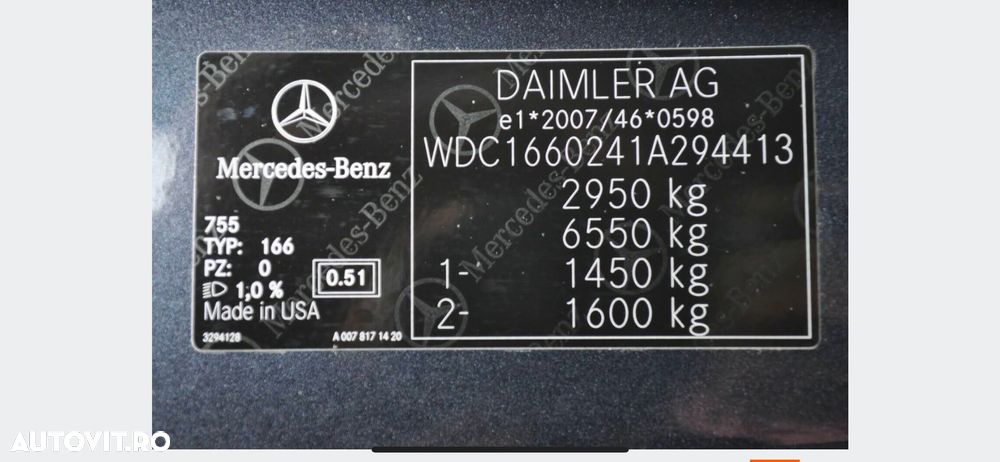 Mercedes-Benz
755
TYP: 166
PZ: 0
1,0 %
0.51
Made in USA
3294128
A 007 817 14 20
DAIMLER AG
e1*2007/46*0598
WDC1660241A294413
2950 kg
6550 kg
1- 1450 kg
2- 1600 kg
AUTOVIT.RO